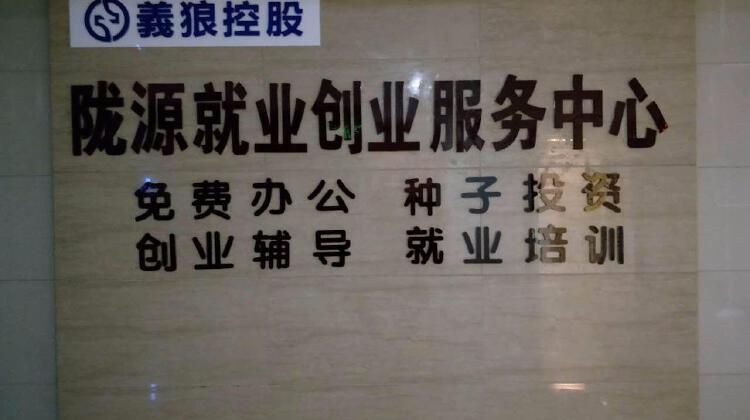 義狼控股
陇源就业创业服务中心
免费办公 种子投资
创业辅导 就业培训